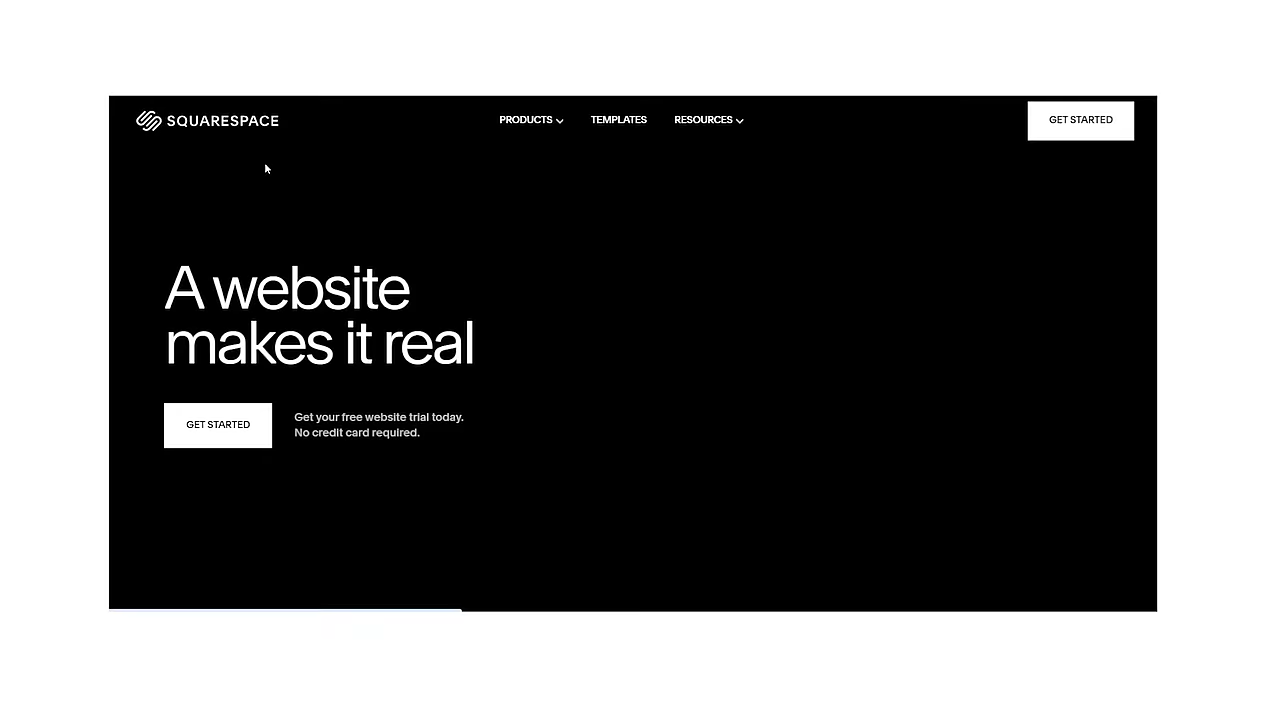 SQUARESPACE
PRODUCTS
TEMPLATES
RESOURCES
GET STARTED
A website
makes it real
GET STARTED
Get your free website trial today.
No credit card required.